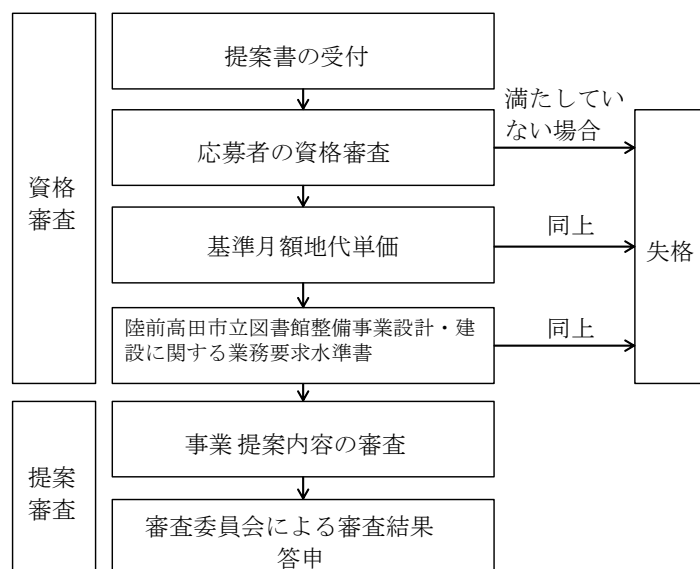 提案書の受付
満たしてい
ない場合
応募者の資格審査
資格
審査
基準月額地代単価
同上
失格
陸前高田市立図書館整備事業設計・建
設に関する業務要求水準書
同上
事業提案内容の審査
提案
審査
審査委員会による審査結果
答申